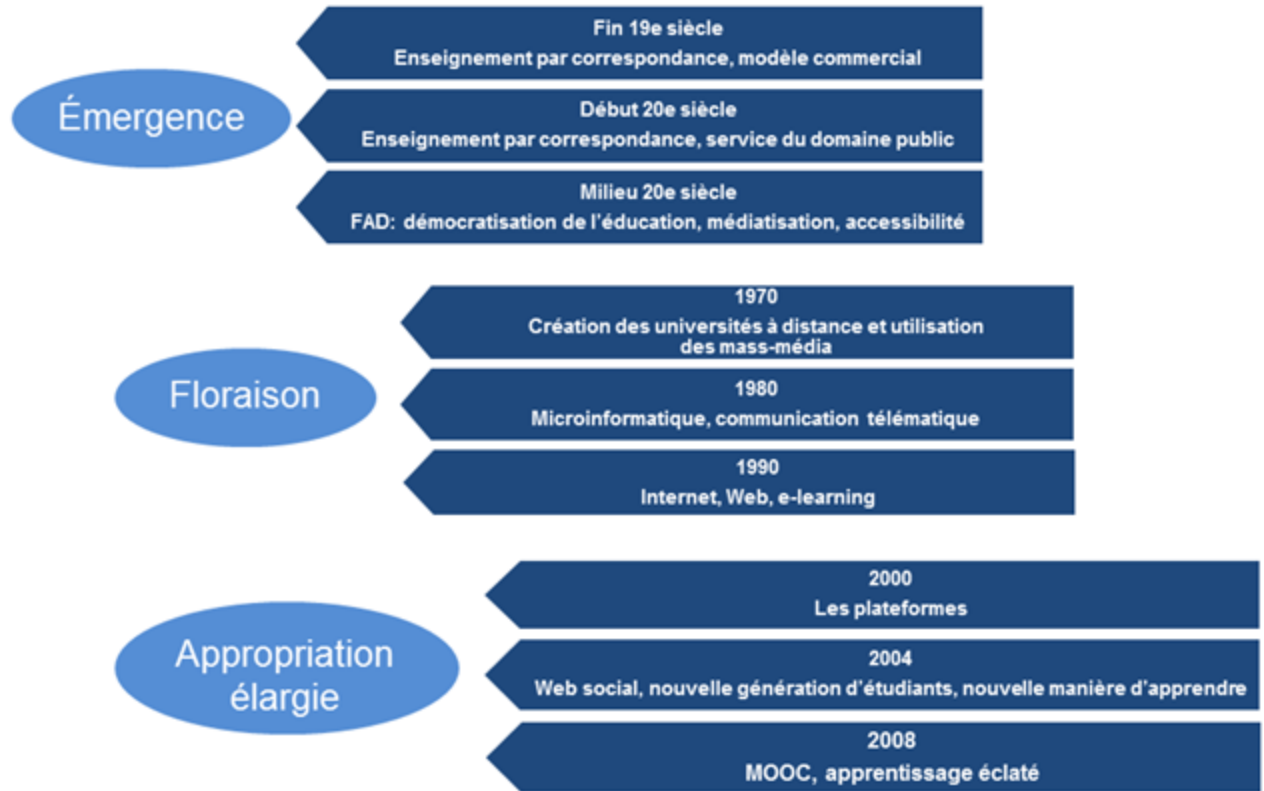 Émergence
Fin 19e siècle
Enseignement par correspondance, modèle commercial
Début 20e siècle
Enseignement par correspondance, service du domaine public
Milieu 20e siècle
FAD: démocratisation de l'éducation, médiatisation, accessibilité
Floraison
1970
Création des universités à distance et utilisation
des mass-média
1980
Microinformatique, communication télématique
1990
Internet, Web, e-learning
Appropriation
élargie
2000
Les plateformes
2004
Web social, nouvelle génération d'étudiants, nouvelle manière d'apprendre
2008
MOOC, apprentissage éclaté